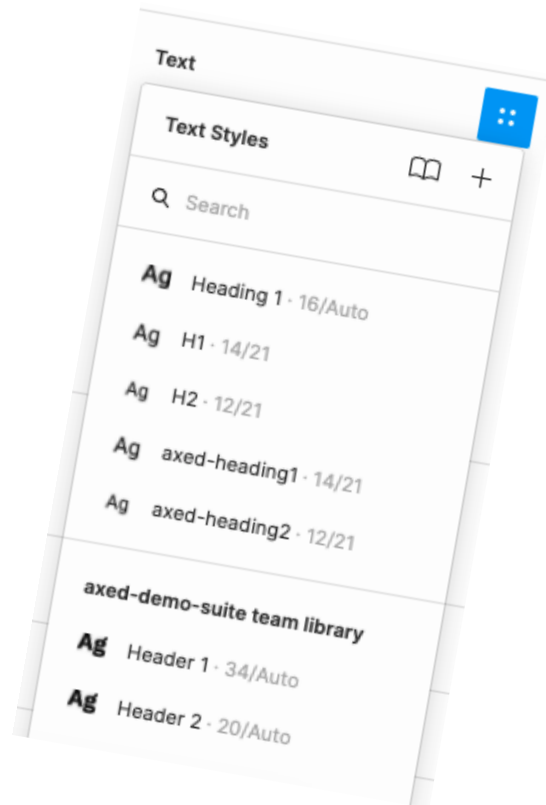 Text
Text Styles
Search
Ag Heading 1 · 16/Auto
Ag H1 · 14/21
Ag H2 · 12/21
Ag axed-heading1 · 14/21
Ag axed-heading2 · 12/21
axed-demo-suite team library
Ag Header 1 · 34/Auto
Ag Header 2 · 20/Auto